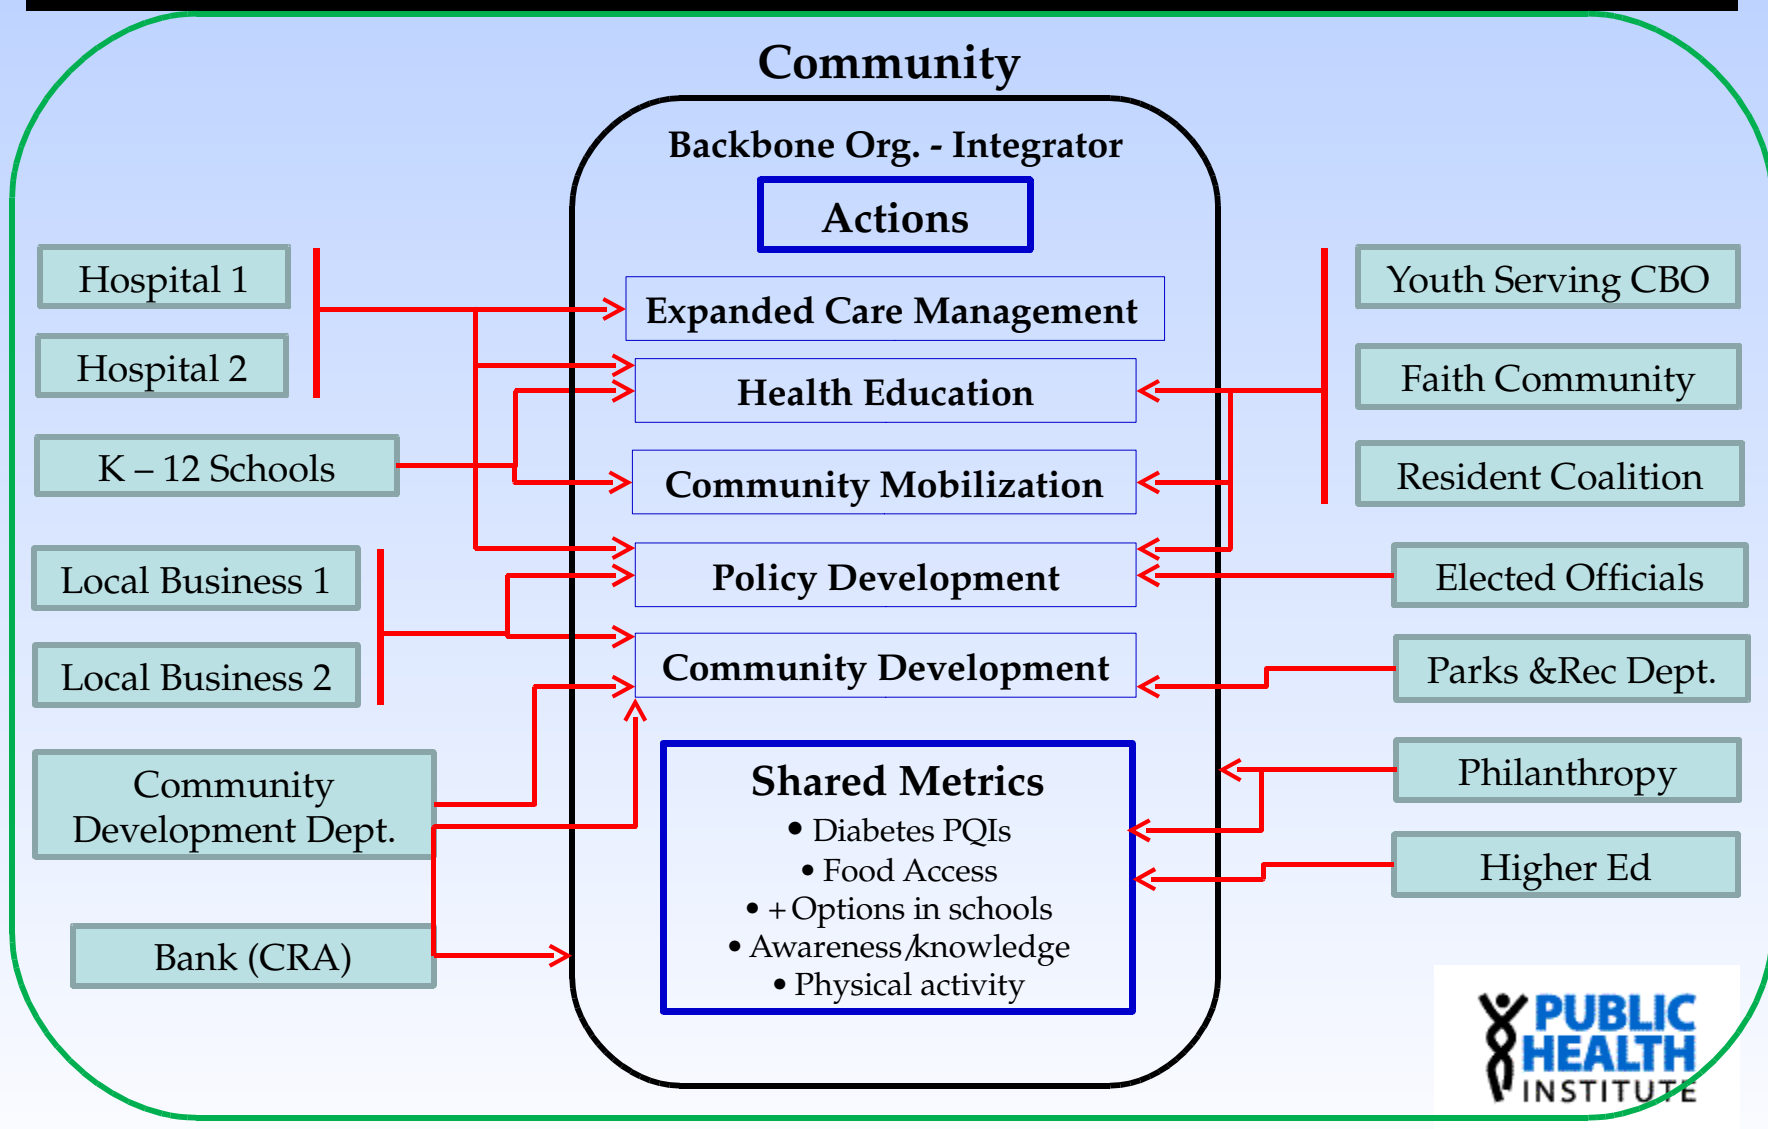 Community
Backbone Org. - Integrator
Actions
Hospital 1
Hospital 2
K – 12 Schools
Local Business 1
Local Business 2
Community
Development Dept.
Bank (CRA)
Expanded Care Management
Health Education
Community Mobilization
Policy Development
Community Development
Shared Metrics
• Diabetes PQIs
• Food Access
• + Options in schools
• Awareness/knowledge
• Physical activity
Youth Serving CBO
Faith Community
Resident Coalition
Elected Officials
Parks &Rec Dept.
Philanthropy
Higher Ed
PUBLIC
HEALTH
INSTITUTE